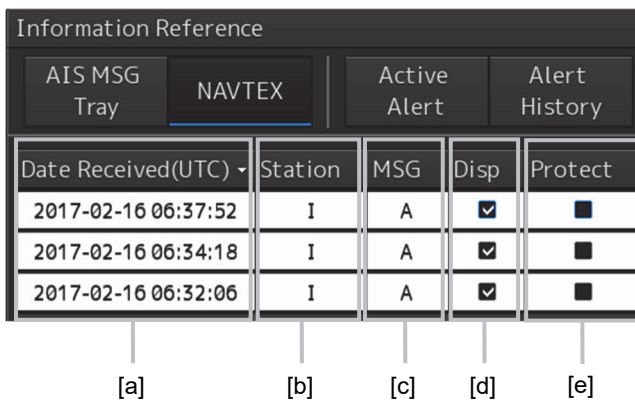 Information Reference
AIS MSG Tray NAVTEX Active Alert Alert History
Date Received(UTC) Station MSG Disp Protect
2017-02-16 06:37:52 I A
2017-02-16 06:34:18 I A
2017-02-16 06:32:06 I A
[a] [b] [c] [d] [e]